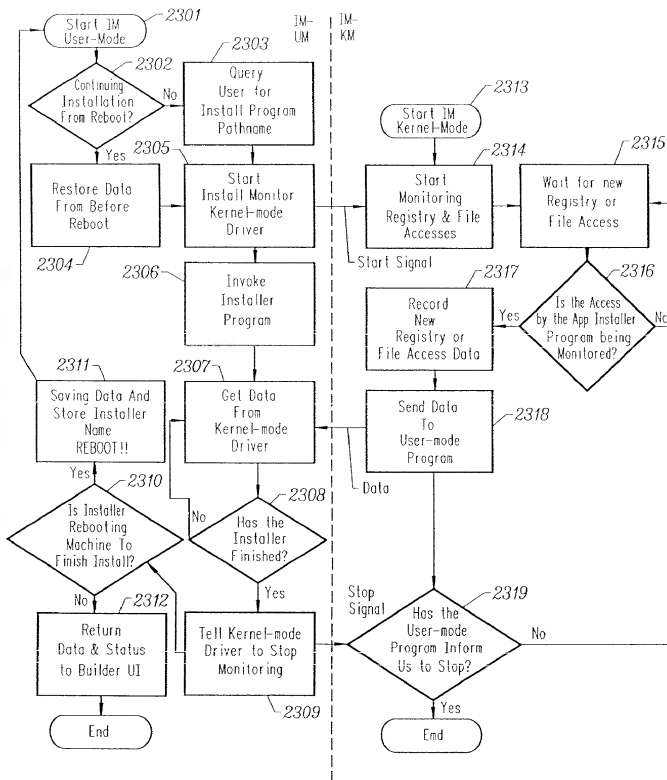 Start IM
User-Mode
2301
2302
Continuing
Installation
From Reboot?
No
Yes
2303
Query
User for
Install Program
Pathname
IM-
UM
IM-
KM
Restore Data
From Before
Reboot
2304
2305
Start
Install Monitor
Kernel-mode
Driver
2306
Invoke
Installer
Program
2307
Get Data
From
Kernel-mode
Driver
2308
Has the
Installer
Finished?
No
Yes
Tell Kernel-mode
Driver to Stop
Monitoring
2309
2311
Saving Data And
Store Installer
Name
REBOOT!!
Yes
2310
Is Installer
Rebooting
Machine To
Finish Install?
No
2312
Return
Data & Status
to Builder UI
End
2313
Start IM
Kernel-Mode
2314
Start
Monitoring
Registry & File
Accesses
Start Signal
2315
Wait for new
Registry or
File Access
2316
Is the Access
by the App Installer
Program being
Monitored?
Yes
No
2317
Record
New
Registry or
File Access Data
2318
Send Data
To
User-mode
Program
Data
Stop
Signal
2319
Has the
User-mode
Program Inform
Us to Stop?
No
Yes
End